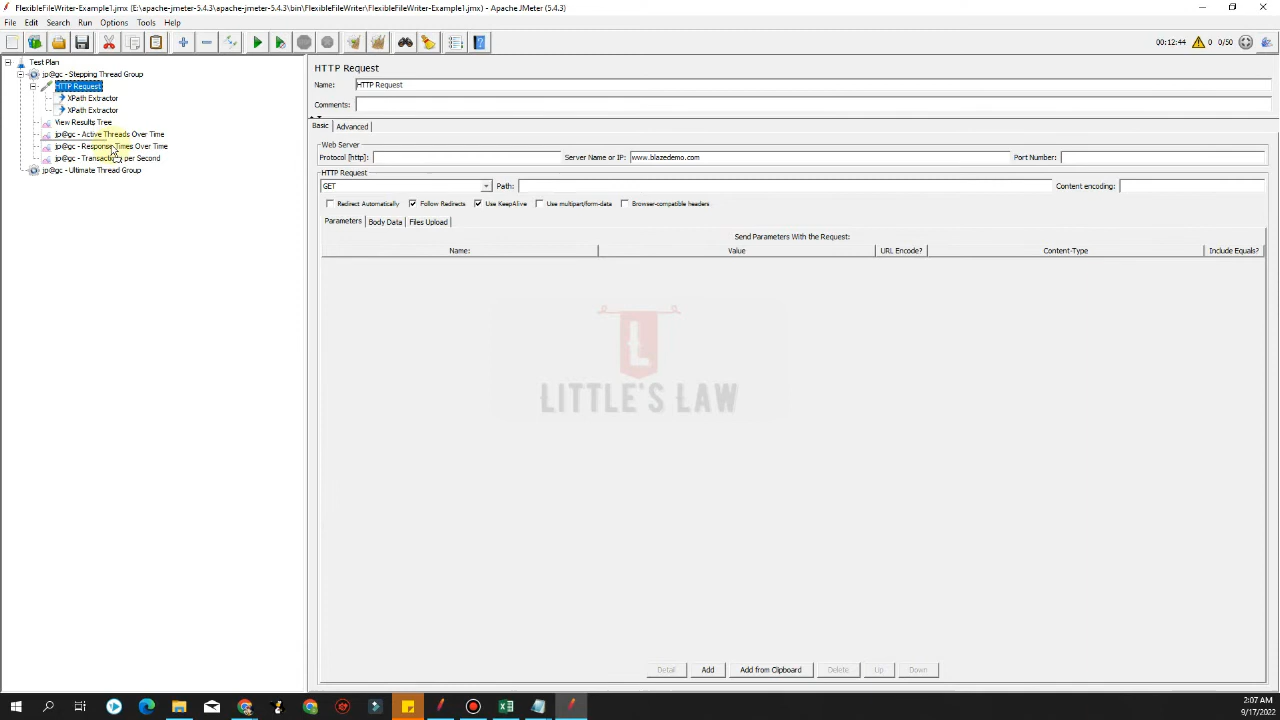 FlexibleFileWriter-Example1.jmx (E:\apache-jmeter-5.4.3\apache-jmeter-5.4.3\bin\FlexibleFileWriter\FlexibleFileWriter-Example1.jmx) - Apache JMeter (5.4.3)
File Edit Search Run Options Tools Help
00:12:44 0 0/50
Test Plan
jp@gc - Stepping Thread Group
HTTP Request
XPath Extractor
XPath Extractor
View Results Tree
jp@gc - Active Threads Over Time
jp@gc - Response Times Over Time
jp@gc - Transactions per Second
jp@gc - Ultimate Thread Group
HTTP Request
Name: HTTP Request
Comments:
Basic Advanced
Web Server
Protocol [http]: Server Name or IP: www.blazedemo.com Port Number:
HTTP Request
GET Path: Content encoding:
Redirect Automatically Follow Redirects Use KeepAlive Use multipart/form-data Browser-compatible headers
Parameters Body Data Files Upload
Send Parameters With the Request:
Name: Value URL Encode? Content-Type Include Equals?
L
LITTLE'S LAW
Detail Add Add from Clipboard Delete Up Down
2:07 AM
9/17/2022